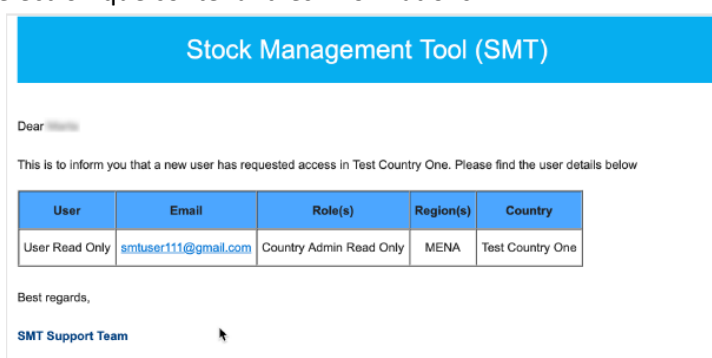 Stock Management Tool (SMT)
Dear
This is to inform you that a new user has requested access in Test Country One. Please find the user details below
User Email Role(s) Region(s) Country
User Read Only smtuser111@gmail.com Country Admin Read Only MENA Test Country One
Best regards,
SMT Support Team